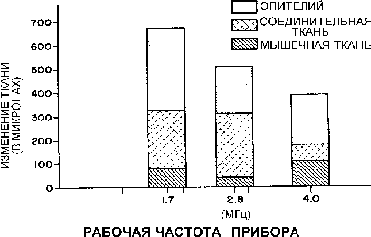 ЭПИТЕЛИЙ
СОЕДИНИТЕЛЬНАЯ
ТКАНЬ
МЫШЕЧНАЯ ТКАНЬ
ИЗМЕНЕНИЕ ТКАНИ
(В МИКРОГАХ)
700
600
500
400
300
200
100
0
1.7
2.8
4.0
(МГц)
РАБОЧАЯ ЧАСТОТА ПРИБОРА